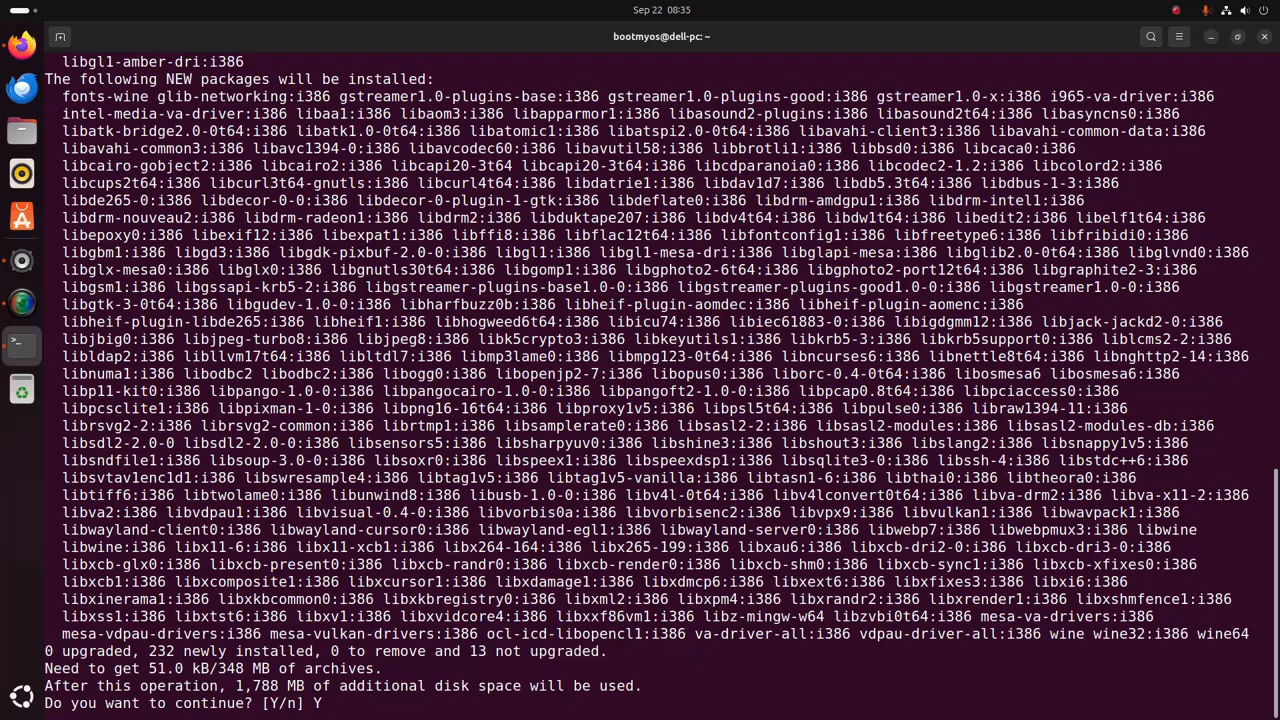 Sep 22 08:35
bootmyos@dell-pc: ~
libgl1-amber-dri:i386
The following NEW packages will be installed:
fonts-wine glib-networking:i386 gstreamer1.0-plugins-base:i386 gstreamer1.0-plugins-good:i386 gstreamer1.0-x:i386 i965-va-driver:i386
intel-media-va-driver:i386 libaa1:i386 libaom3:i386 libapparmor1:i386 libasound2-plugins:i386 libasound2t64:i386 libasyncns0:i386
libatk-bridge2.0-0t64:i386 libatk1.0-0t64:i386 libatomic1:i386 libatspi2.0-0t64:i386 libavahi-client3:i386 libavahi-common-data:i386
libavahi-common3:i386 libavc1394-0:i386 libavcodec60:i386 libavutil58:i386 libbrotli1:i386 libbsd0:i386 libcaca0:i386
libcairo-gobject2:i386 libcairo2:i386 libcapi20-3t64 libcapi20-3t64:i386 libcdparanoia0:i386 libcodec2-1.2:i386 libcolord2:i386
libcups2t64:i386 libcurl3t64-gnutls:i386 libcurl4t64:i386 libdatrie1:i386 libdav1d7:i386 libdb5.3t64:i386 libdbus-1-3:i386
libde265-0:i386 libdecor-0-0:i386 libdecor-0-plugin-1-gtk:i386 libdeflate0:i386 libdrm-amdgpu1:i386 libdrm-intel1:i386
libdrm-nouveau2:i386 libdrm-radeon1:i386 libdrm2:i386 libduktape207:i386 libdv4t64:i386 libdw1t64:i386 libedit2:i386 libelf1t64:i386
libepoxy0:i386 libexif12:i386 libexpat1:i386 libffi8:i386 libflac12t64:i386 libfontconfig1:i386 libfreetype6:i386 libfribidi0:i386
libgbm1:i386 libgd3:i386 libgdk-pixbuf-2.0-0:i386 libgl1:i386 libgl1-mesa-dri:i386 libglapi-mesa:i386 libglib2.0-0t64:i386 libglvnd0:i386
libglx-mesa0:i386 libglx0:i386 libgnutls30t64:i386 libgomp1:i386 libgphoto2-6t64:i386 libgphoto2-port12t64:i386 libgraphite2-3:i386
libgsm1:i386 libgssapi-krb5-2:i386 libgstreamer-plugins-base1.0-0:i386 libgstreamer-plugins-good1.0-0:i386 libgstreamer1.0-0:i386
libgtk-3-0t64:i386 libgudev-1.0-0:i386 libharfbuzz0b:i386 libheif-plugin-aomdec:i386 libheif-plugin-aomenc:i386
libheif-plugin-libde265:i386 libheif1:i386 libhogweed6t64:i386 libicu74:i386 libiec61883-0:i386 libigdgmm12:i386 libjack-jackd2-0:i386
libjbig0:i386 libjpeg-turbo8:i386 libjpeg8:i386 libk5crypto3:i386 libkeyutils1:i386 libkrb5-3:i386 libkrb5support0:i386 liblcms2-2:i386
libldap2:i386 libllvm17t64:i386 libltdl7:i386 libmp3lame0:i386 libmpg123-0t64:i386 libncurses6:i386 libnettle8t64:i386 libnghttp2-14:i386
libnuma1:i386 libodbc2 libodbc2:i386 libogg0:i386 libopenjp2-7:i386 libopus0:i386 liborc-0.4-0t64:i386 libosmesa6 libosmesa6:i386
libp11-kit0:i386 libpango-1.0-0:i386 libpangocairo-1.0-0:i386 libpangoft2-1.0-0:i386 libpcap0.8t64:i386 libpciaccess0:i386
libpcsclite1:i386 libpixman-1-0:i386 libpng16-16t64:i386 libproxy1v5:i386 libpsl5t64:i386 libpulse0:i386 libraw1394-11:i386
librsvg2-2:i386 librsvg2-common:i386 librtmp1:i386 libsamplerate0:i386 libsasl2-2:i386 libsasl2-modules:i386 libsasl2-modules-db:i386
libsdl2-2.0-0 libsdl2-2.0-0:i386 libsensors5:i386 libsharpyuv0:i386 libshine3:i386 libshout3:i386 libslang2:i386 libsnappy1v5:i386
libsndfile1:i386 libsoup-3.0-0:i386 libsoxr0:i386 libspeex1:i386 libspeexdsp1:i386 libsqlite3-0:i386 libssh-4:i386 libstdc++6:i386
libsvtav1enc1d1:i386 libswresample4:i386 libtag1v5:i386 libtag1v5-vanilla:i386 libtasn1-6:i386 libthai0:i386 libtheora0:i386
libtiff6:i386 libtwolame0:i386 libunwind8:i386 libusb-1.0-0:i386 libv4l-0t64:i386 libv4lconvert0t64:i386 libva-drm2:i386 libva-x11-2:i386
libva2:i386 libvdpau1:i386 libvisual-0.4-0:i386 libvorbis0a:i386 libvorbisenc2:i386 libvpx9:i386 libvulkan1:i386 libwavpack1:i386
libwayland-client0:i386 libwayland-cursor0:i386 libwayland-egl1:i386 libwayland-server0:i386 libwebp7:i386 libwebpmux3:i386 libwine
libwine:i386 libx11-6:i386 libx11-xcb1:i386 libx264-164:i386 libx265-199:i386 libxau6:i386 libxcb-dri2-0:i386 libxcb-dri3-0:i386
libxcb-glx0:i386 libxcb-present0:i386 libxcb-randr0:i386 libxcb-render0:i386 libxcb-shm0:i386 libxcb-sync1:i386 libxcb-xfixes0:i386
libxcb1:i386 libxcomposite1:i386 libxcursor1:i386 libxdamage1:i386 libxdmcp6:i386 libxext6:i386 libxfixes3:i386 libxi6:i386
libxinerama1:i386 libxkbcommon0:i386 libxkbregistry0:i386 libxml2:i386 libxpm4:i386 libxrandr2:i386 libxrender1:i386 libxshmfence1:i386
libxss1:i386 libxtst6:i386 libxv1:i386 libxvidcore4:i386 libxxf86vm1:i386 libz-mingw-w64 libzvbi0t64:i386 mesa-va-drivers:i386
mesa-vdpau-drivers:i386 mesa-vulkan-drivers:i386 ocl-icd-libopencl1:i386 va-driver-all:i386 vdpau-driver-all:i386 wine wine32:i386 wine64
0 upgraded, 232 newly installed, 0 to remove and 13 not upgraded.
Need to get 51.0 kB/348 MB of archives.
After this operation, 1,788 MB of additional disk space will be used.
Do you want to continue? [Y/n] Y